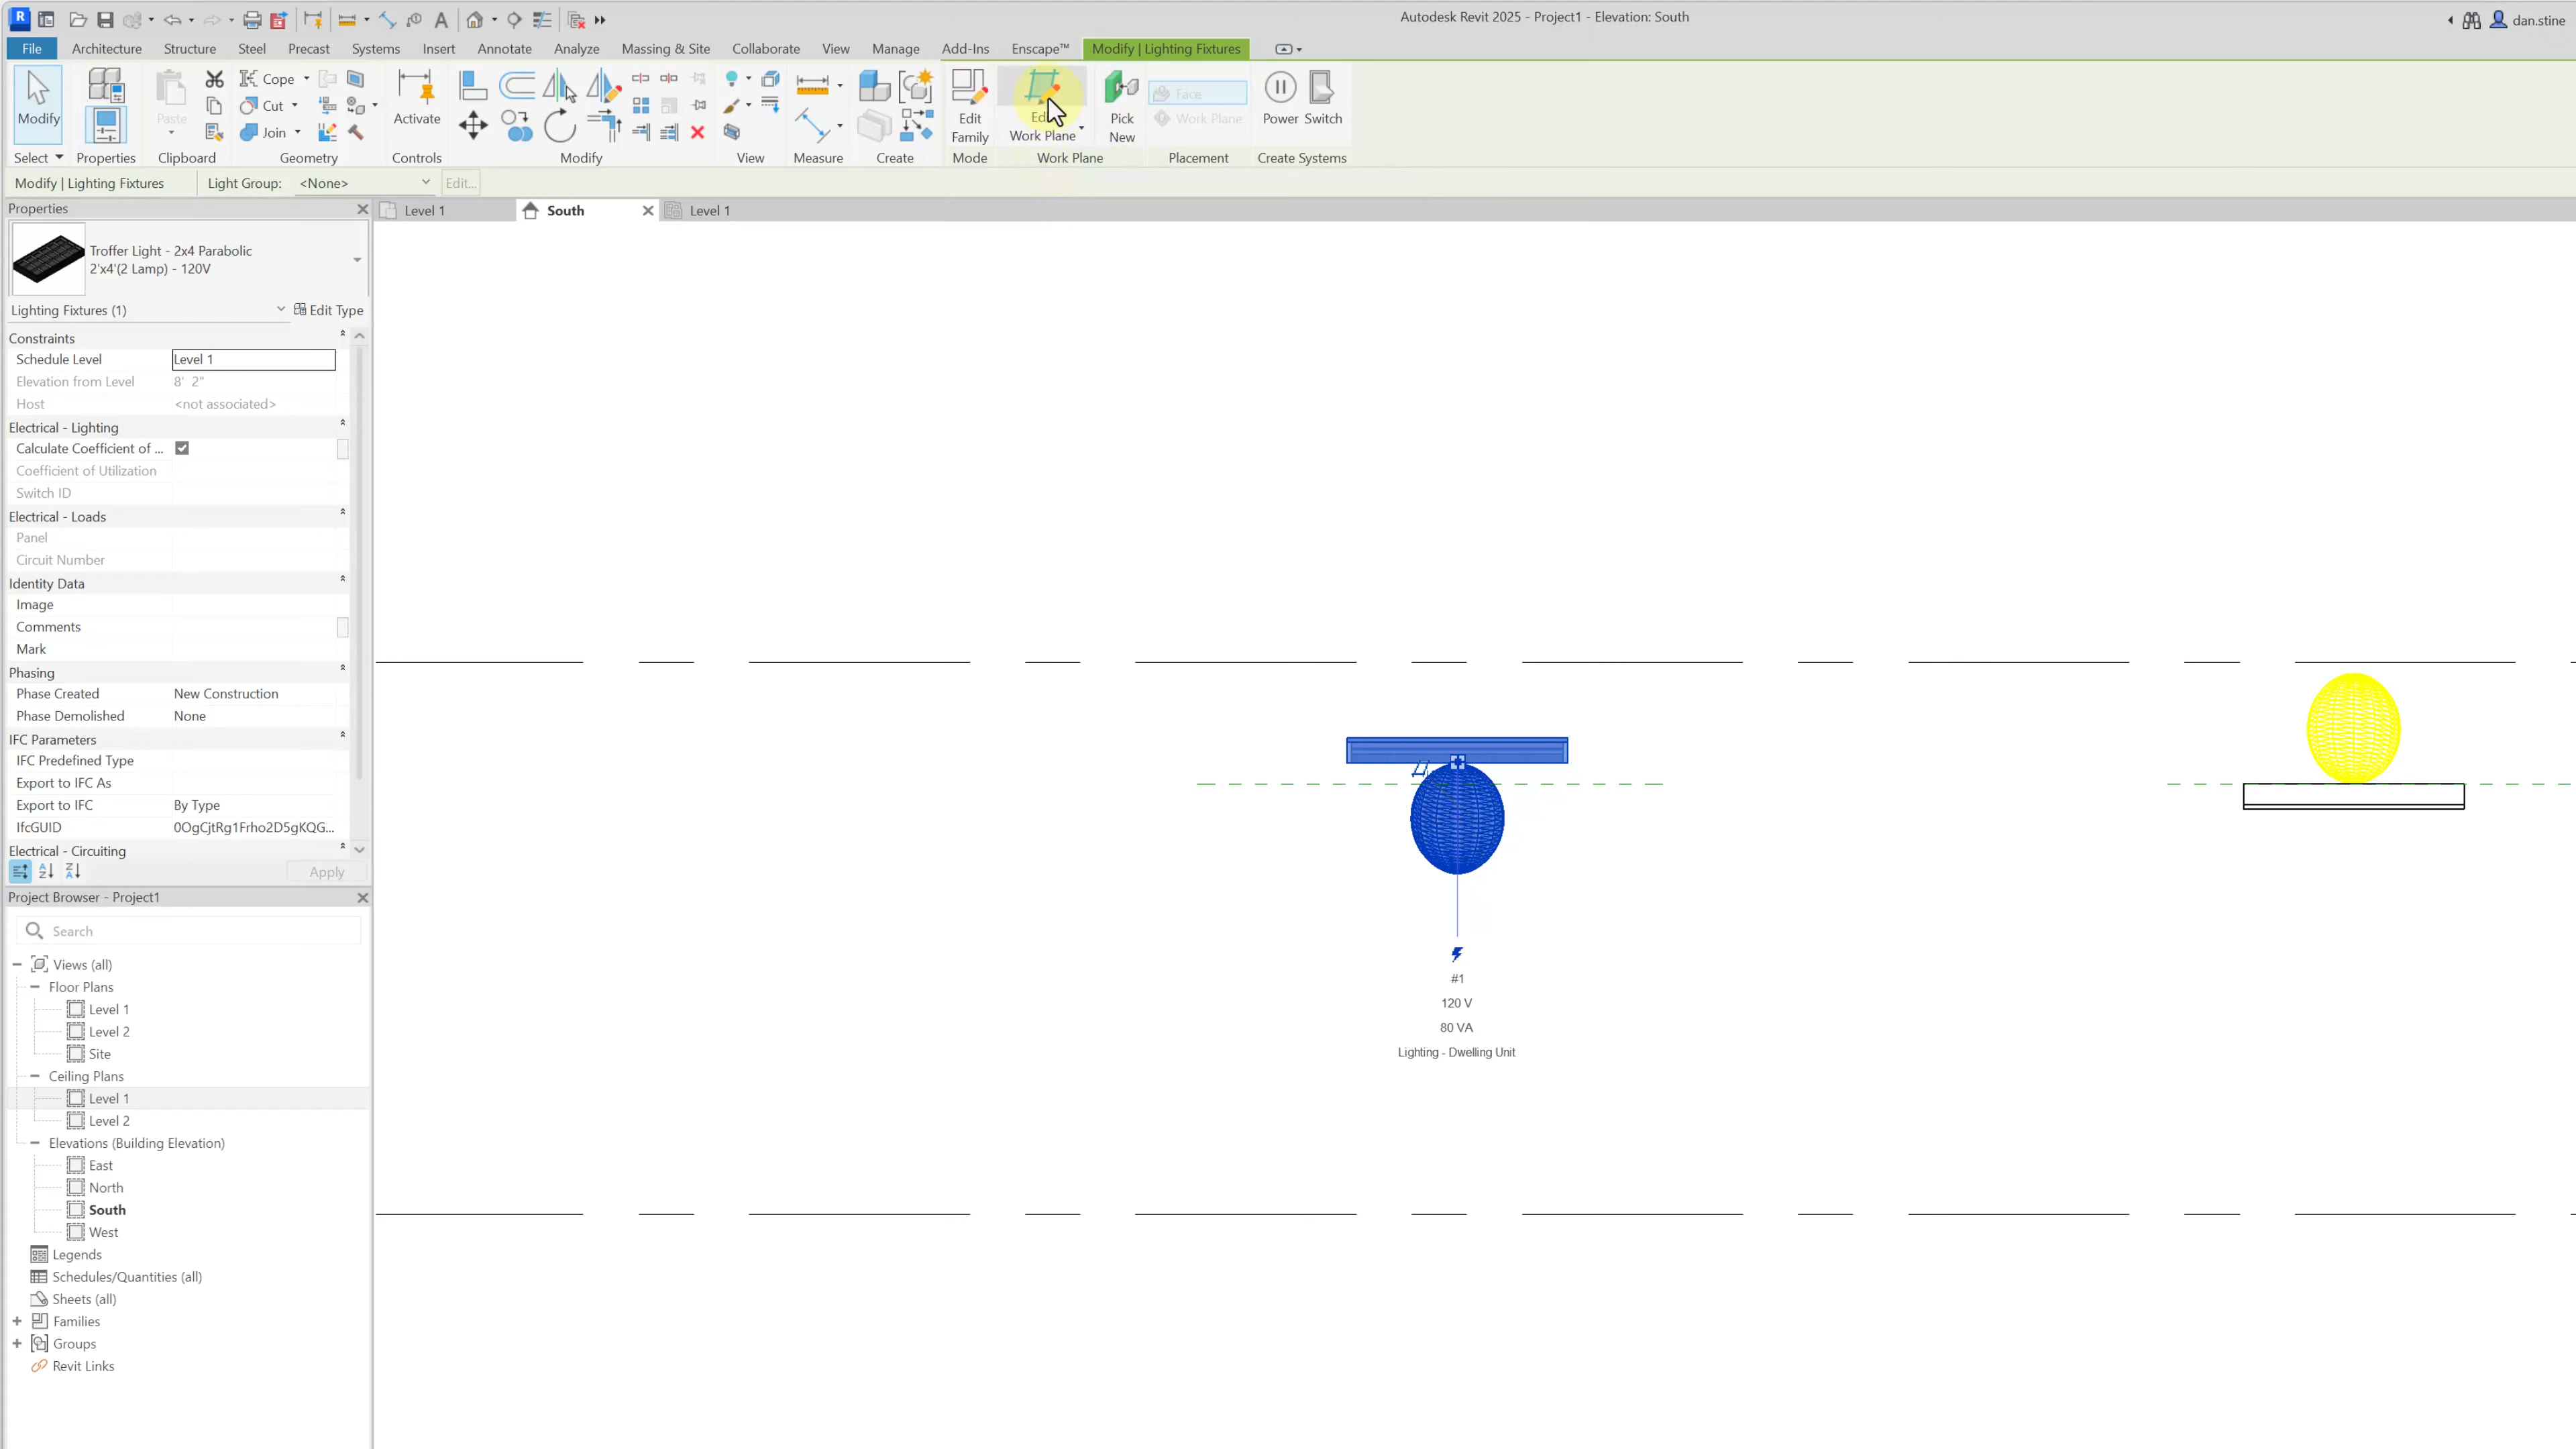 Autodesk Revit 2025 - Project1 - Elevation: South
dan.stine
File Architecture Structure Steel Precast Systems Insert Annotate Analyze Massing & Site Collaborate View Manage Add-Ins Enscape™ Modify | Lighting Fixtures
Modify Paste Cope Cut Join Activate Edit Family Work Plane Pick New Face Work Plane Power Switch
Select Properties Clipboard Geometry Controls Modify View Measure Create Mode Work Plane Placement Create Systems
Modify | Lighting Fixtures Light Group: <None> Edit...
Properties
Level 1 South Level 1
Troffer Light - 2x4 Parabolic
2'x4'(2 Lamp) - 120V
Lighting Fixtures (1) Edit Type
Constraints
Schedule Level Level 1
Elevation from Level 8' 2"
Host <not associated>
Electrical - Lighting
Calculate Coefficient of ...
Coefficient of Utilization
Switch ID
Electrical - Loads
Panel
Circuit Number
Identity Data
Image
Comments
Mark
Phasing
Phase Created New Construction
Phase Demolished None
IFC Parameters
IFC Predefined Type
Export to IFC As
Export to IFC By Type
IfcGUID 0OgCjtRg1Frho2D5gKQG...
Electrical - Circuiting
Apply
Project Browser - Project1
Search
Views (all)
Floor Plans
Level 1
Level 2
Site
Ceiling Plans
Level 1
Level 2
Elevations (Building Elevation)
East
North
South
West
Legends
Schedules/Quantities (all)
Sheets (all)
Families
Groups
Revit Links
#1
120 V
80 VA
Lighting - Dwelling Unit